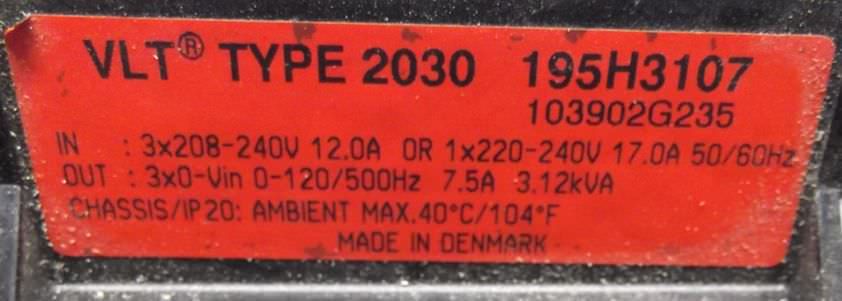 VLT® TYPE 2030 195H3107
103902G235
IN : 3x208-240V 12.0A OR 1x220-240V 17.0A 50/60Hz
OUT : 3x0-Vin 0-120/500Hz 7.5A 3.12kVA
CHASSIS/IP20: AMBIENT MAX.40°C/104°F
MADE IN DENMARK